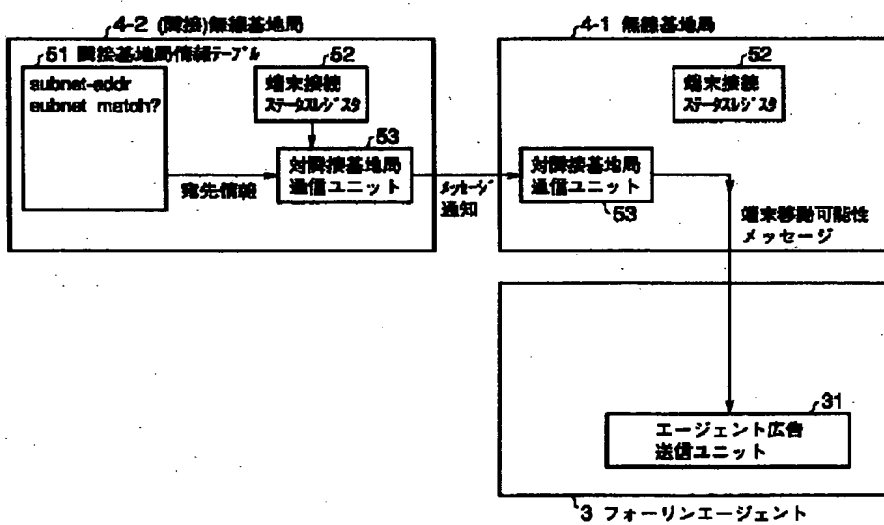 4-2 (隣接)無線基地局
51 隣接基地局情報テーブル
subnet-addr
subnet match?
52
端末接続
ステータスレジスタ
53
対隣接基地局
通信ユニット
宛先情報
メッセージ
通知
4-1 無線基地局
52
端末接続
ステータスレジスタ
対隣接基地局
通信ユニット
53
端末移動可能性
メッセージ
31
エージェント広告
送信ユニット
3 フォーリンエージェント